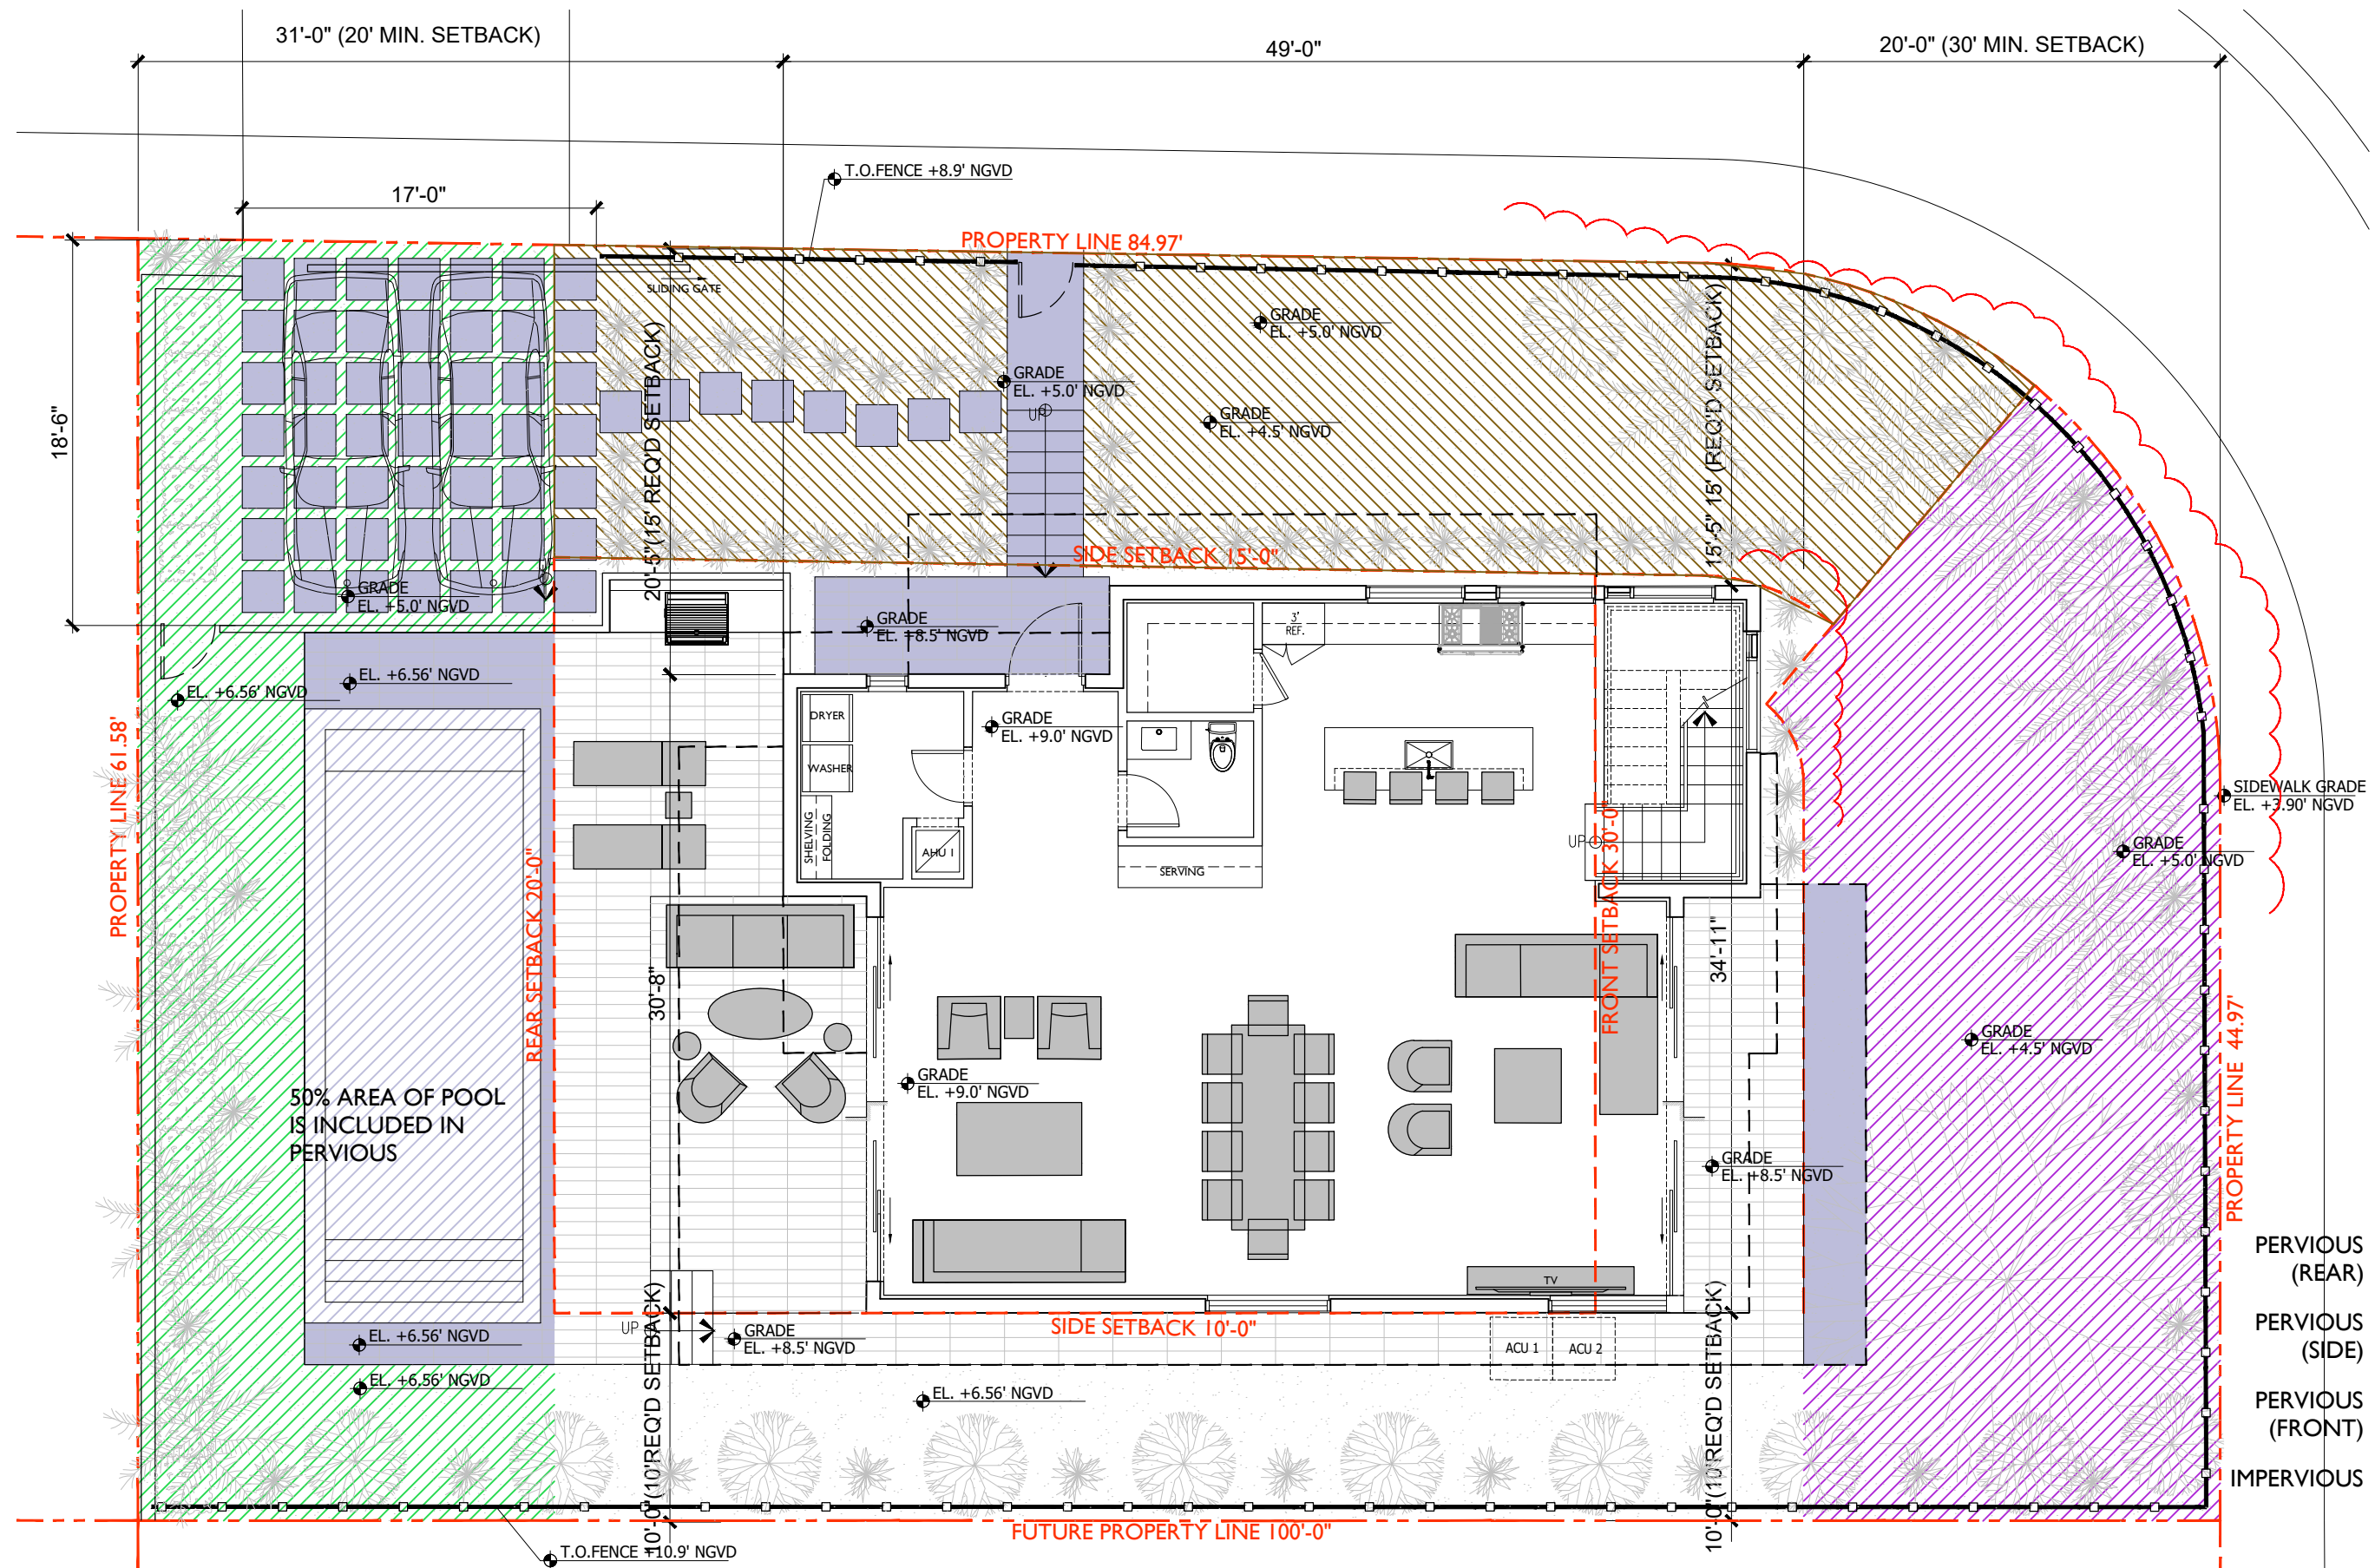 31'-0" (20' MIN. SETBACK)
49'-0"
20'-0" (30' MIN. SETBACK)
T.O.FENCE +8.9' NGVD
17'-0"
PROPERTY LINE 84.97'
SLIDING GATE
18'-6"
20'-5"(15' REQ'D SETBACK)
GRADE
EL. +5.0' NGVD
GRADE
EL. +5.0' NGVD
UP
GRADE
EL. +4.5' NGVD
15'-5" 15' (REQ'D SETBACK)
SIDE SETBACK 15'-0"
GRADE
EL. +5.0' NGVD
GRADE
EL. +8.5' NGVD
3'
REF.
EL. +6.56' NGVD
EL. +6.56' NGVD
DRYER
WASHER
SHELVING
FOLDING
AHU 1
GRADE
EL. +9.0' NGVD
SERVING
UP
PROPERTY LINE 61.58'
REAR SETBACK 20'-0"
FRONT SETBACK 30'-0"
SIDEWALK GRADE
EL. +3.90' NGVD
GRADE
EL. +5.0' NGVD
30'-8"
34'-11"
GRADE
EL. +4.5' NGVD
PROPERTY LINE 44.97'
50% AREA OF POOL
IS INCLUDED IN
PERVIOUS
GRADE
EL. +9.0' NGVD
GRADE
EL. +8.5' NGVD
TV
PERVIOUS
(REAR)
PERVIOUS
(SIDE)
PERVIOUS
(FRONT)
IMPERVIOUS
EL. +6.56' NGVD
UP
GRADE
EL. +8.5' NGVD
SIDE SETBACK 10'-0"
ACU 1
ACU 2
EL. +6.56' NGVD
EL. +6.56' NGVD
10'-0"(10'REQ'D SETBACK)
10'-0"(10'REQ'D SETBACK)
FUTURE PROPERTY LINE 100'-0"
T.O.FENCE +10.9' NGVD